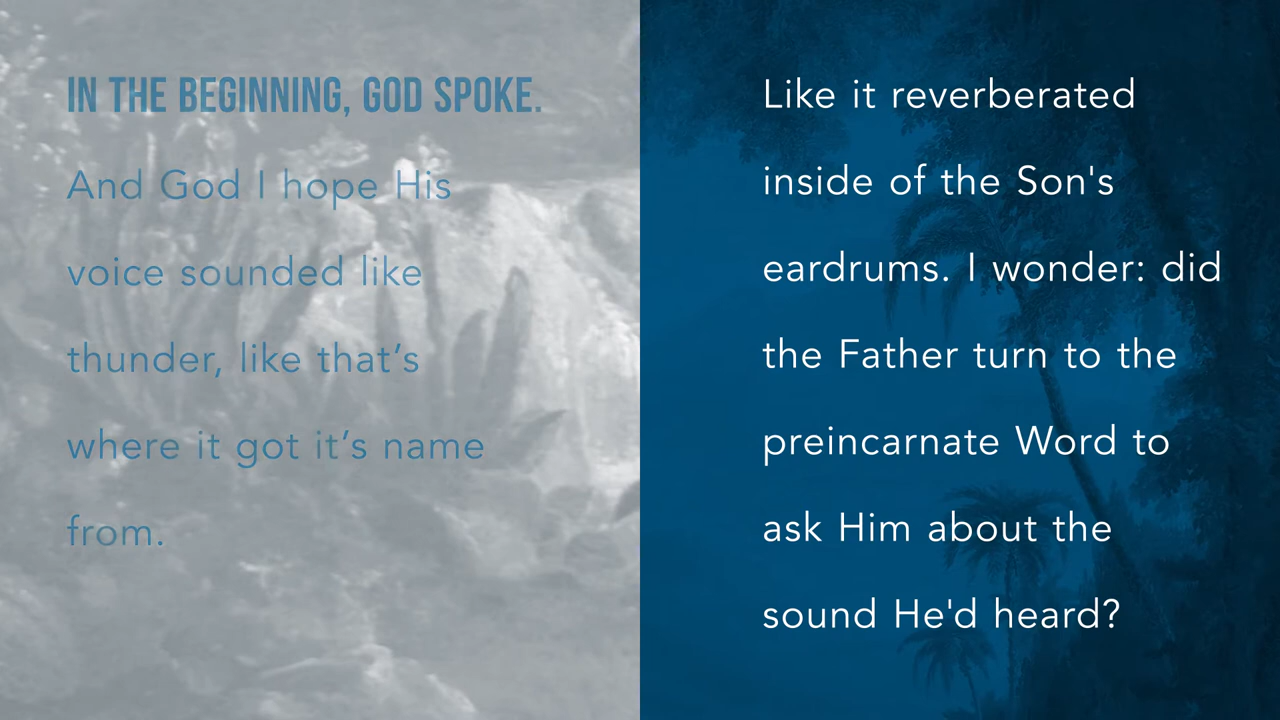 IN THE BEGINNING, GOD SPOKE.
And God I hope His
voice sounded like
thunder, like that’s
where it got it’s name
from.
Like it reverberated
inside of the Son's
eardrums. I wonder: did
the Father turn to the
preincarnate Word to
ask Him about the
sound He'd heard?